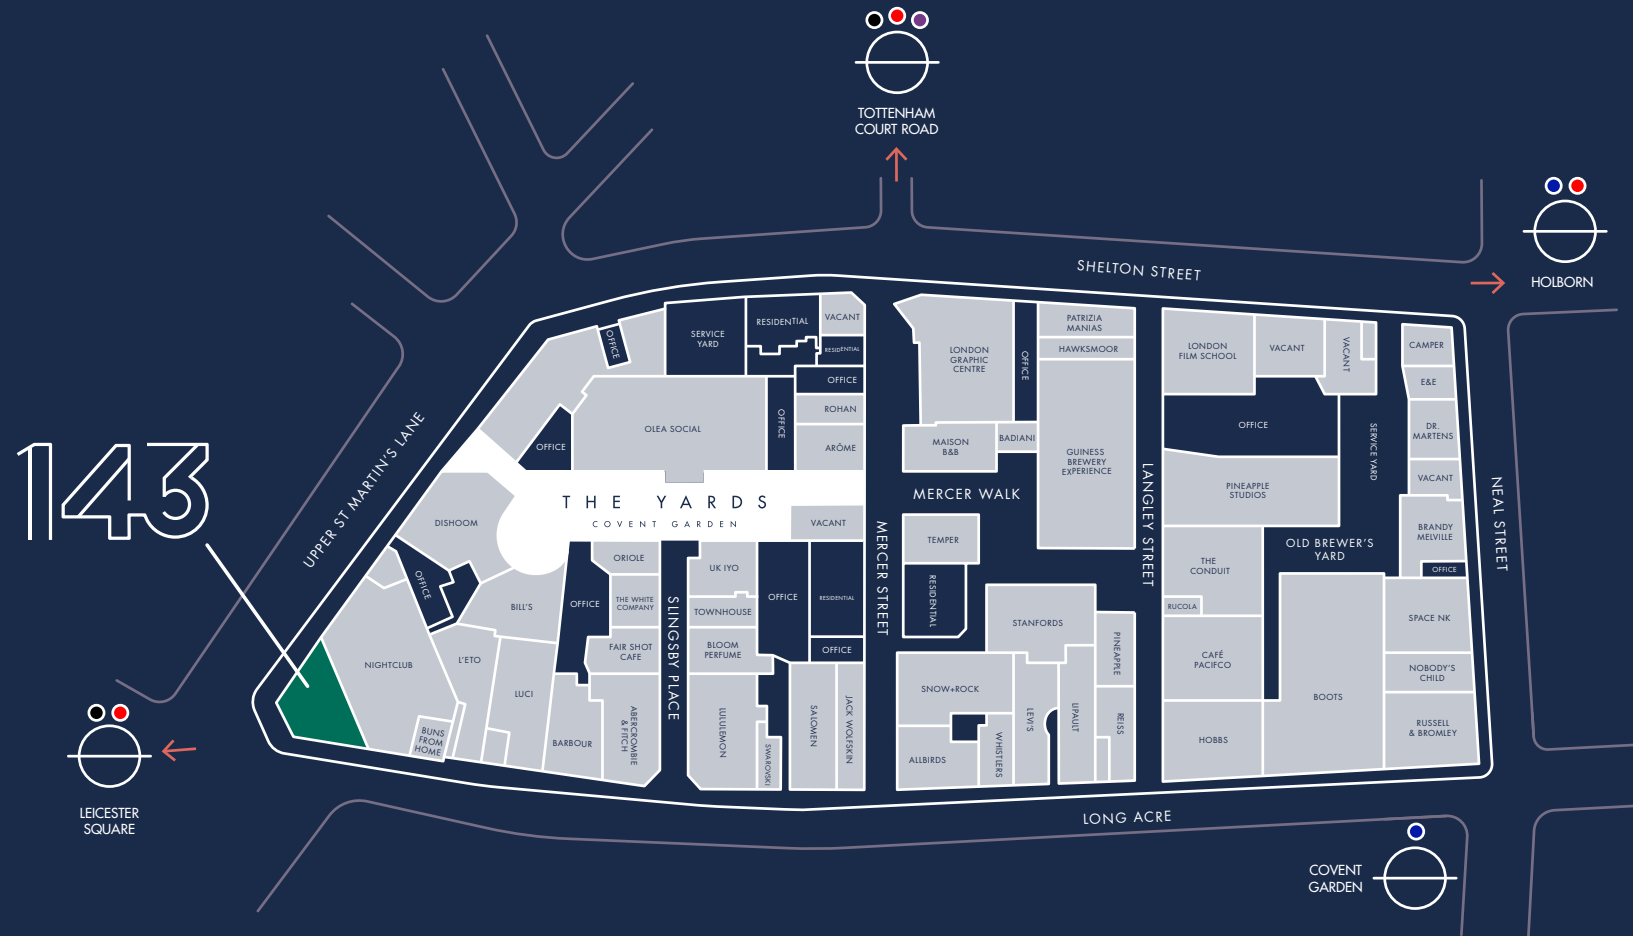 TOTTENHAM
COURT ROAD
HOLBORN
SHELTON STREET
UPPER ST MARTIN'S LANE
143
LEICESTER
SQUARE
OFFICE
SERVICE
YARD
RESIDENTIAL
VACANT
RESIDENTIAL
OFFICE
ROHAN
ARÔME
OFFICE
OLEA SOCIAL
OFFICE
THE YARDS
COVENT GARDEN
VACANT
DISHOOM
OFFICE
BILL'S
NIGHTCLUB
L'ETO
LUCI
BUNS
FROM
HOME
BARBOUR
ORIOLE
OFFICE
THE WHITE
COMPANY
FAIR SHOT
CAFE
ABERCROMBIE
& FITCH
SLINGSBY PLACE
UK IYO
TOWNHOUSE
BLOOM
PERFUME
LULULEMON
SWAROVSKI
OFFICE
RESIDENTIAL
OFFICE
SALOMEN
JACK WOLFSKIN
MERCER STREET
LONDON
GRAPHIC
CENTRE
OFFICE
PATRIZIA
MANIAS
HAWKSMOOR
MAISON
B&B
BADIANI
GUINESS
BREWERY
EXPERIENCE
MERCER WALK
TEMPER
RESIDENTIAL
STANFORDS
PINEAPPLE
SNOW+ROCK
ALLBIRDS
WHISTLERS
LEVI'S
LIPAULT
REISS
LANGLEY STREET
LONDON
FILM SCHOOL
VACANT
VACANT
OFFICE
SERVICE YARD
PINEAPPLE
STUDIOS
OLD BREWER'S
YARD
THE
CONDUIT
RUCOLA
CAFÉ
PACIFCO
HOBBS
BOOTS
CAMPER
E&E
DR.
MARTENS
VACANT
BRANDY
MELVILLE
OFFICE
SPACE NK
NOBODY'S
CHILD
RUSSELL
& BROMLEY
NEAL STREET
LONG ACRE
COVENT
GARDEN